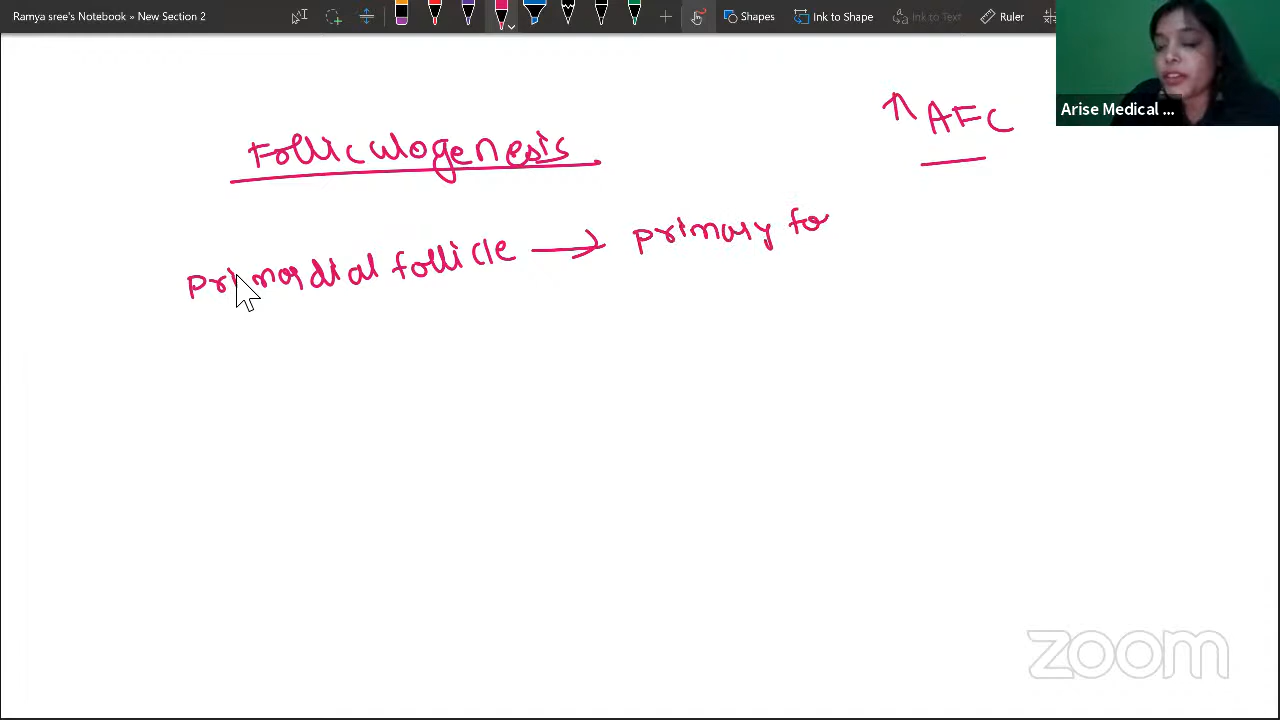 Ramya sree's Notebook » New Section 2
Shapes
Ink to Shape
Ink to Text
Ruler
Arise Medical ...
↑ AFC
Folliculogenesis
primordial follicle → primary fo
zoom